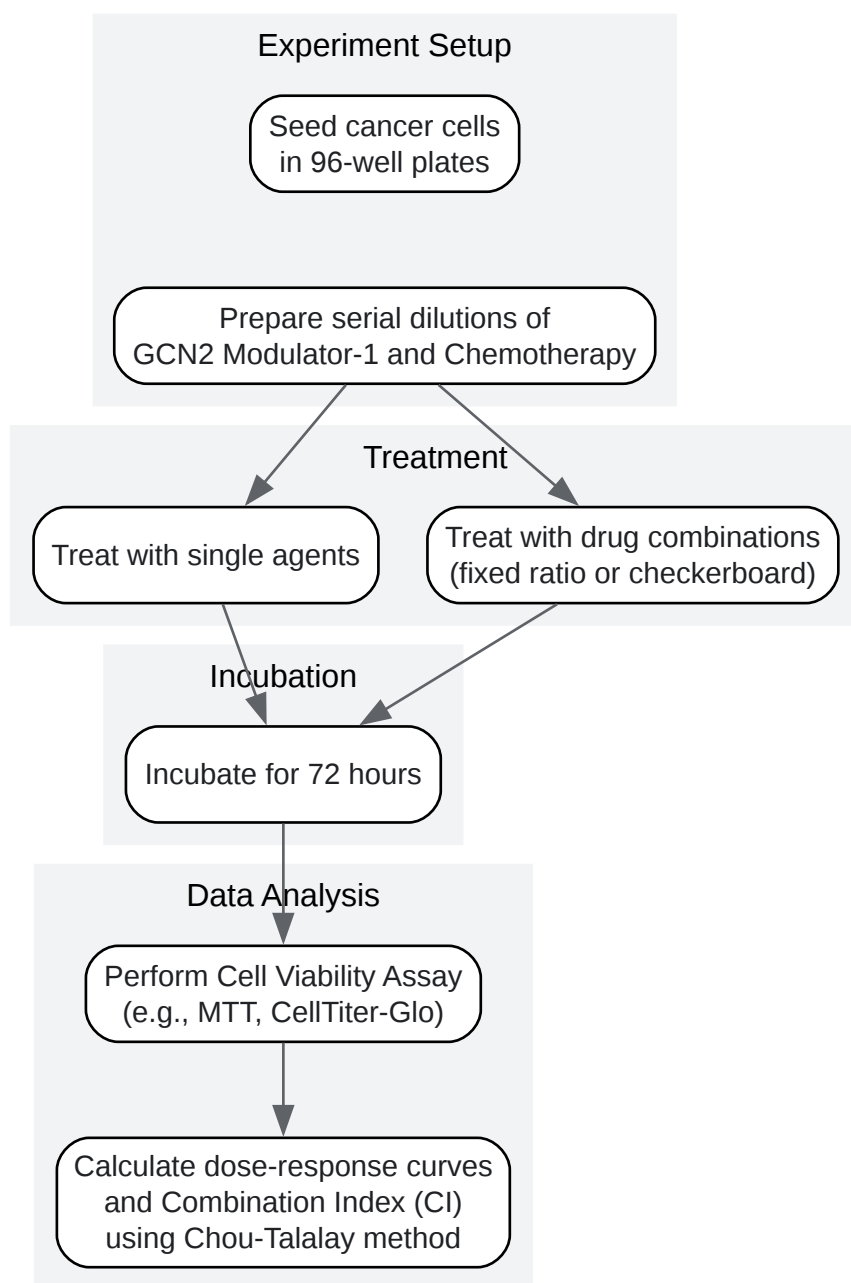 Experiment Setup
Seed cancer cells
in 96-well plates
Prepare serial dilutions of
GCN2 Modulator-1 and Chemotherapy
Treatment
Treat with single agents
Treat with drug combinations
(fixed ratio or checkerboard)
Incubation
Incubate for 72 hours
Data Analysis
Perform Cell Viability Assay
(e.g., MTT, CellTiter-Glo)
Calculate dose-response curves
and Combination Index (CI)
using Chou-Talalay method